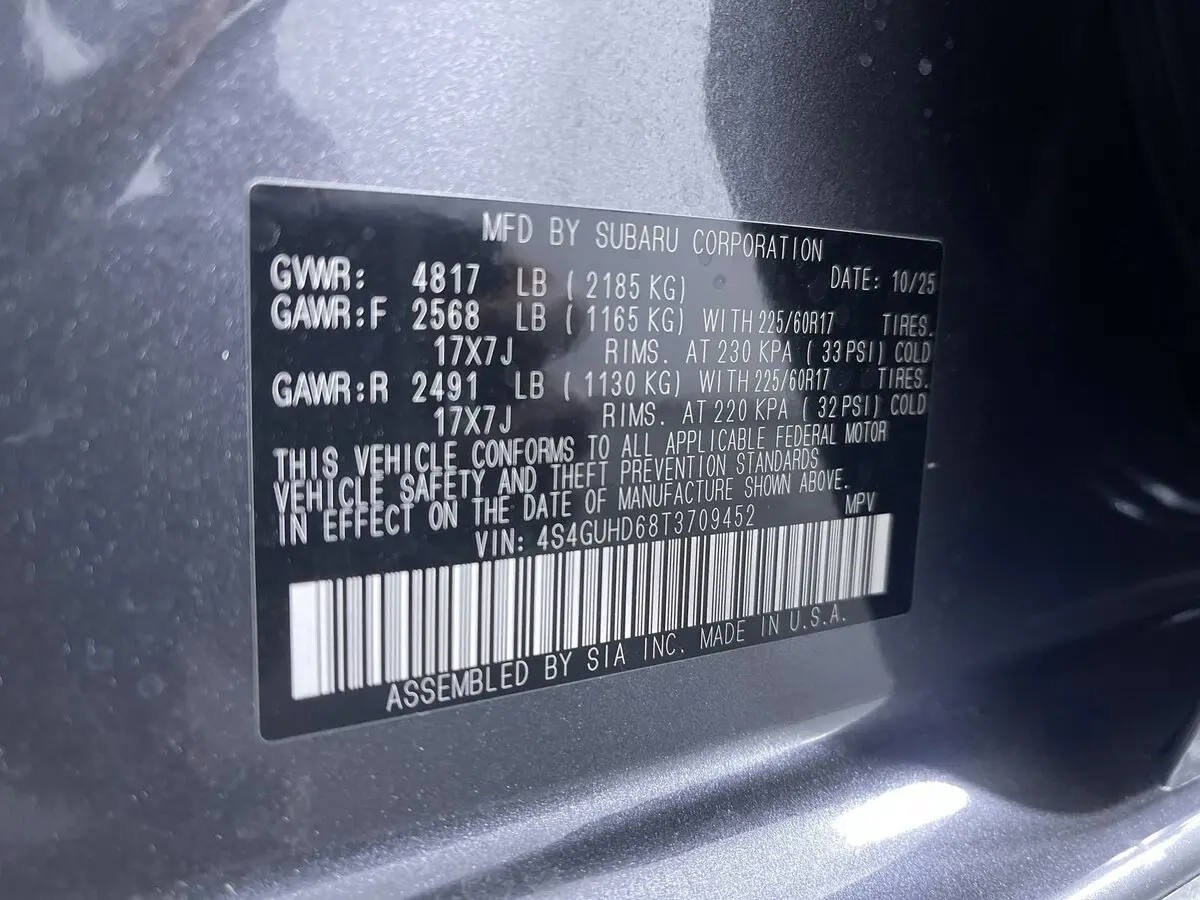 MFD BY SUBARU CORPORATION
GVWR: 4817 LB ( 2185 KG) DATE: 10/25
GAWR:F 2568 LB ( 1165 KG) WITH 225/60R17 TIRES.
17X7J RIMS. AT 230 KPA ( 33 PSI) COLD
GAWR:R 2491 LB ( 1130 KG) WITH 225/60R17 TIRES.
17X7J RIMS. AT 220 KPA ( 32 PSI) COLD
THIS VEHICLE CONFORMS TO ALL APPLICABLE FEDERAL MOTOR
VEHICLE SAFETY AND THEFT PREVENTION STANDARDS
IN EFFECT ON THE DATE OF MANUFACTURE SHOWN ABOVE.
VIN: 4S4GUHD68T3709452 MPV
ASSEMBLED BY SIA INC. MADE IN U.S.A.